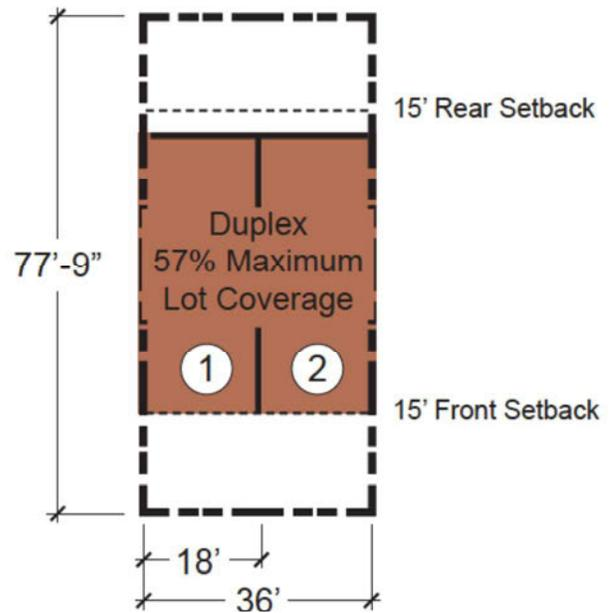 15’ Rear Setback
Duplex
57% Maximum
Lot Coverage
77’-9”
1
2
15’ Front Setback
18’
36’